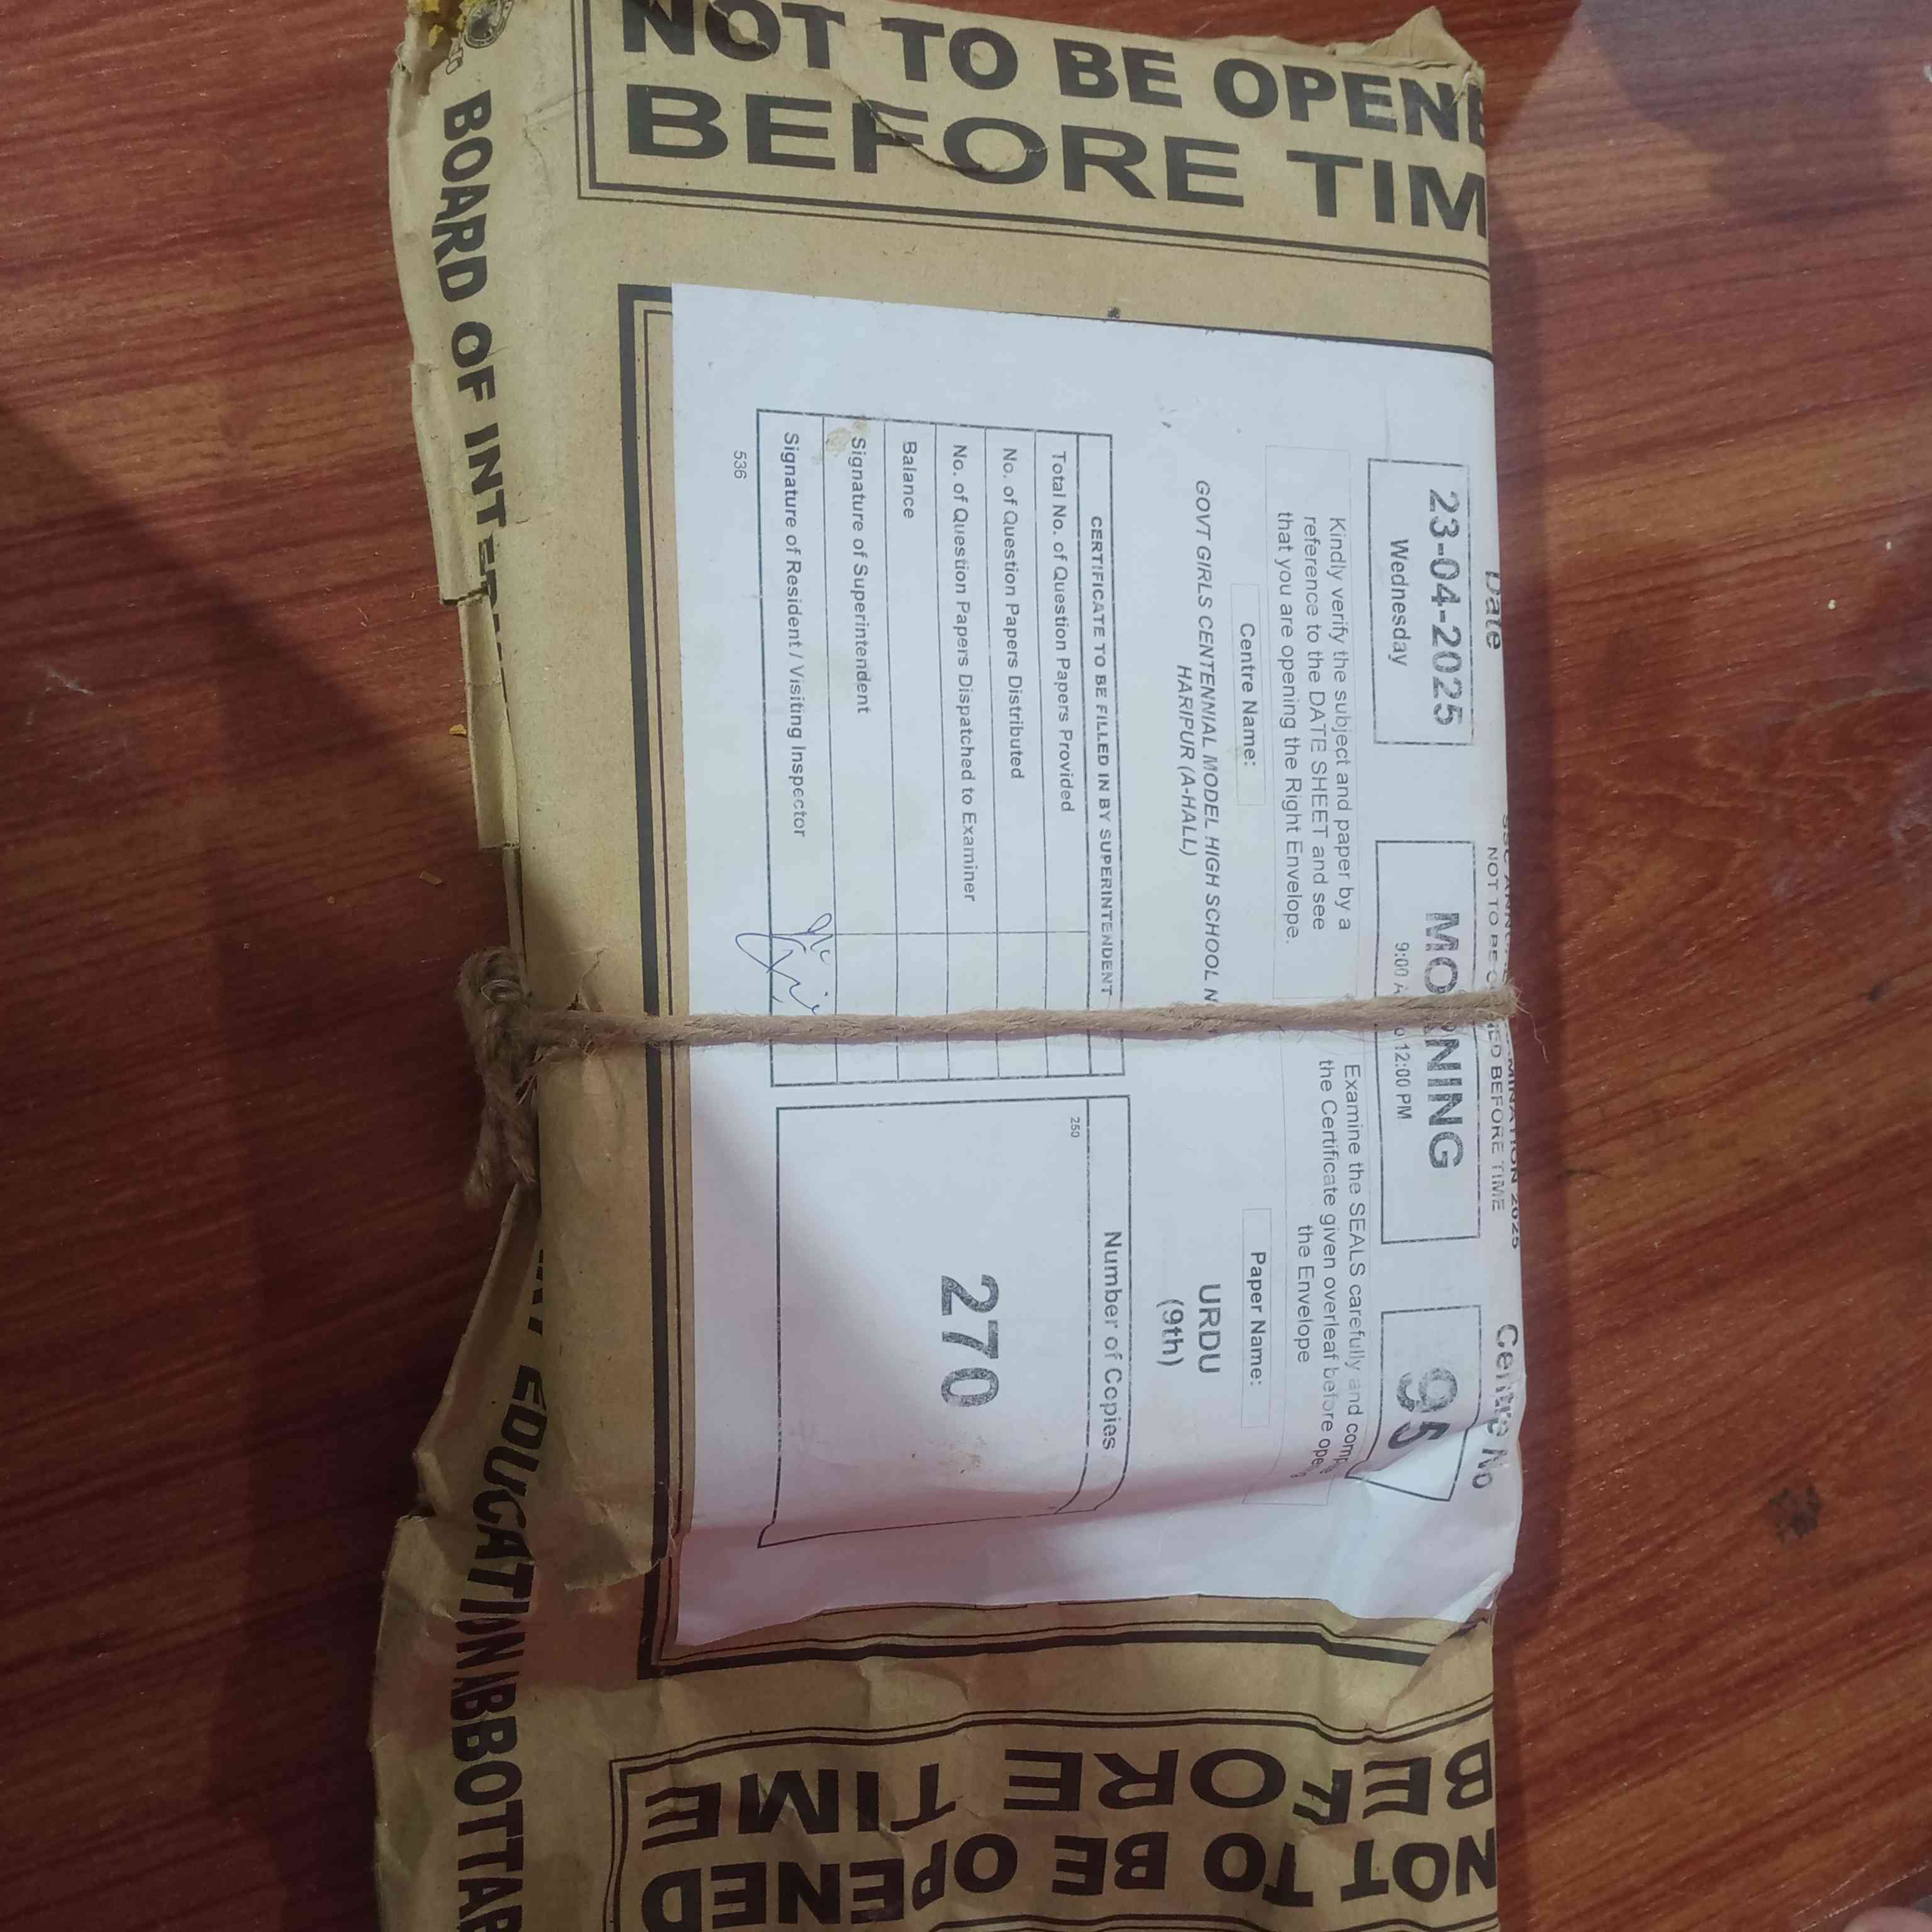 NOT TO BE OPENE
BEFORE TIM
BOARD OF INTER
EDUCATION
BBOTTAB
MINATION 2025
NOT TO BE O NED BEFORE TIME
Date
Centre No
23-04-2025
Wednesday
MORNING
9:00 A 12:00 PM
95
Kindly verify the subject and paper by a
reference to the DATE SHEET and see
that you are opening the Right Envelope.
Examine the SEALS carefully and comp
the Certificate given overleaf before ope
the Envelope
Centre Name:
Paper Name:
GOVT GIRLS CENTENNIAL MODEL HIGH SCHOOL N
HARIPUR (A-HALL)
URDU
(9th)
CERTIFICATE TO BE FILLED IN BY SUPERINTENDENT
Total No. of Question Papers Provided
No. of Question Papers Distributed
No. of Question Papers Dispatched to Examiner
Balance
Signature of Superintendent
Signature of Resident / Visiting Inspector
536
Number of Copies
250
270
NOT TO BE OPENED
BEFORE TIME